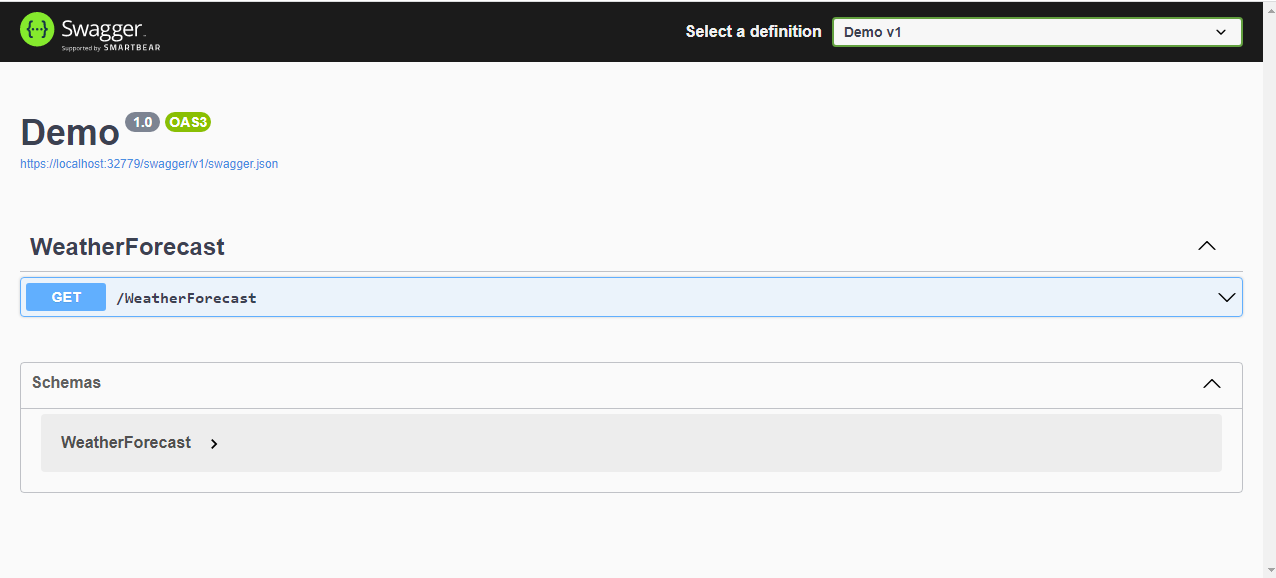 {··} Swagger
Supported by SMARTBEAR
Select a definition
Demo v1
Demo 1.0 OAS3
https://localhost:32779/swagger/v1/swagger.json
WeatherForecast
GET /WeatherForecast
Schemas
WeatherForecast